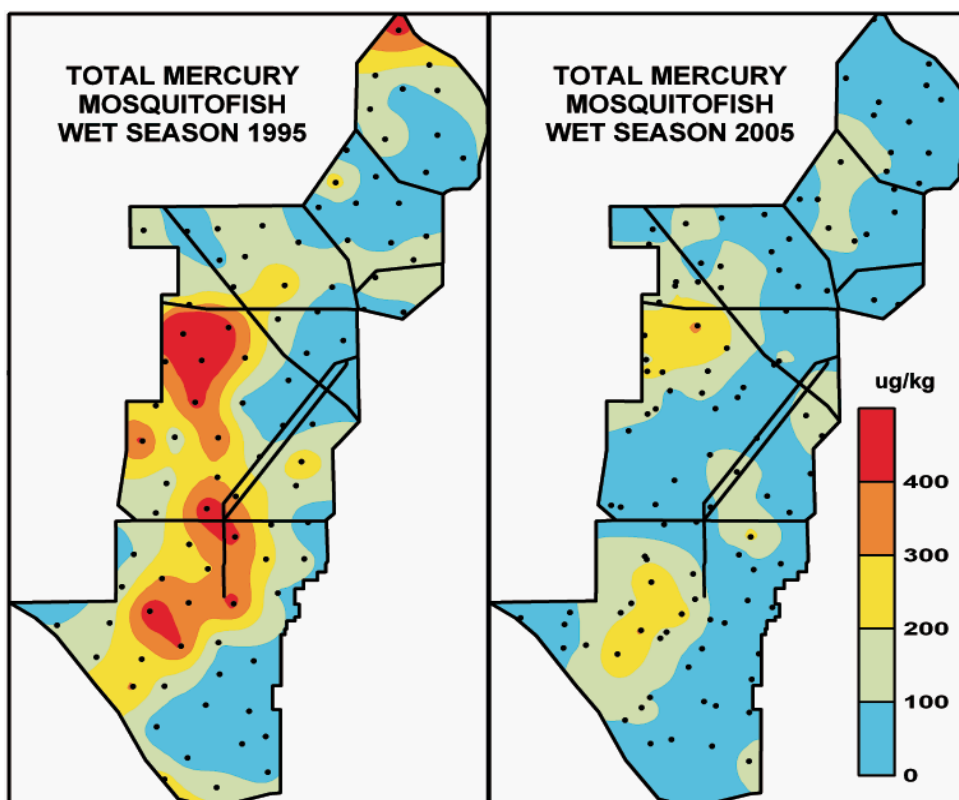 TOTAL MERCURY
MOSQUITOFISH
WET SEASON 1995
TOTAL MERCURY
MOSQUITOFISH
WET SEASON 2005
ug/kg
400
300
200
100
0